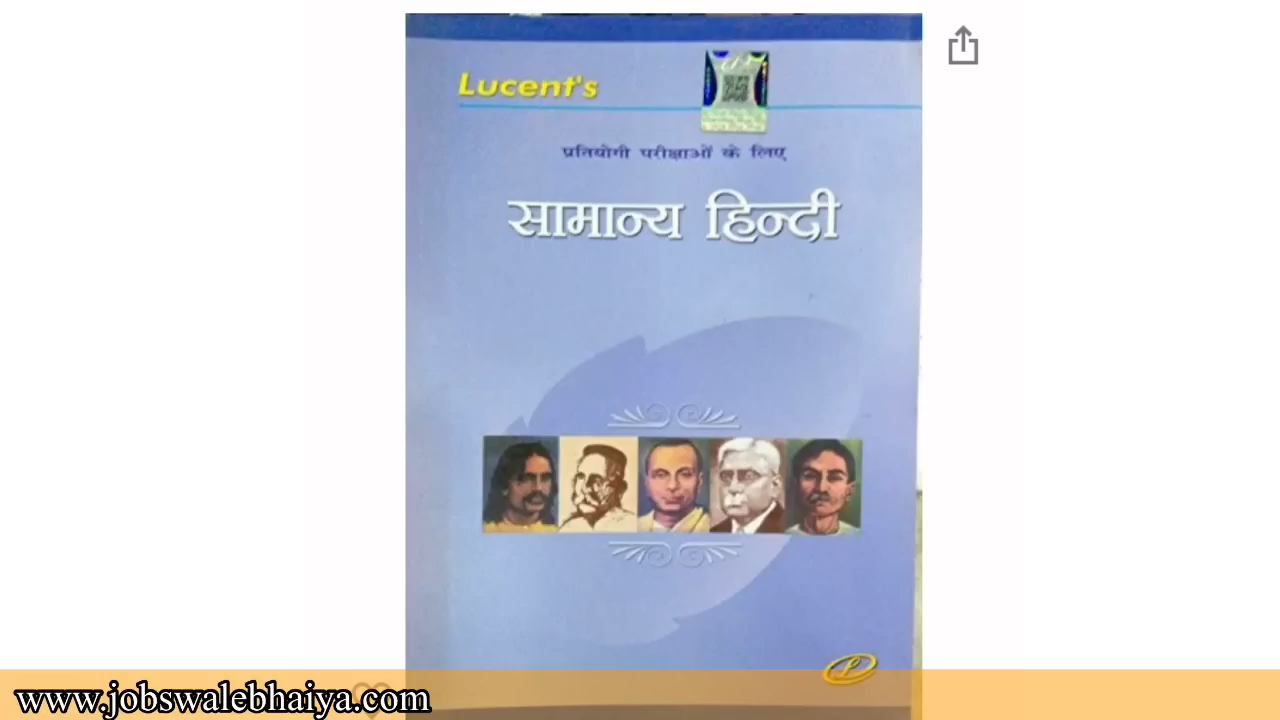 Lucent's
प्रतियोगी परीक्षाओं के लिए
सामान्य हिन्दी
www.jobswalebhaiya.com